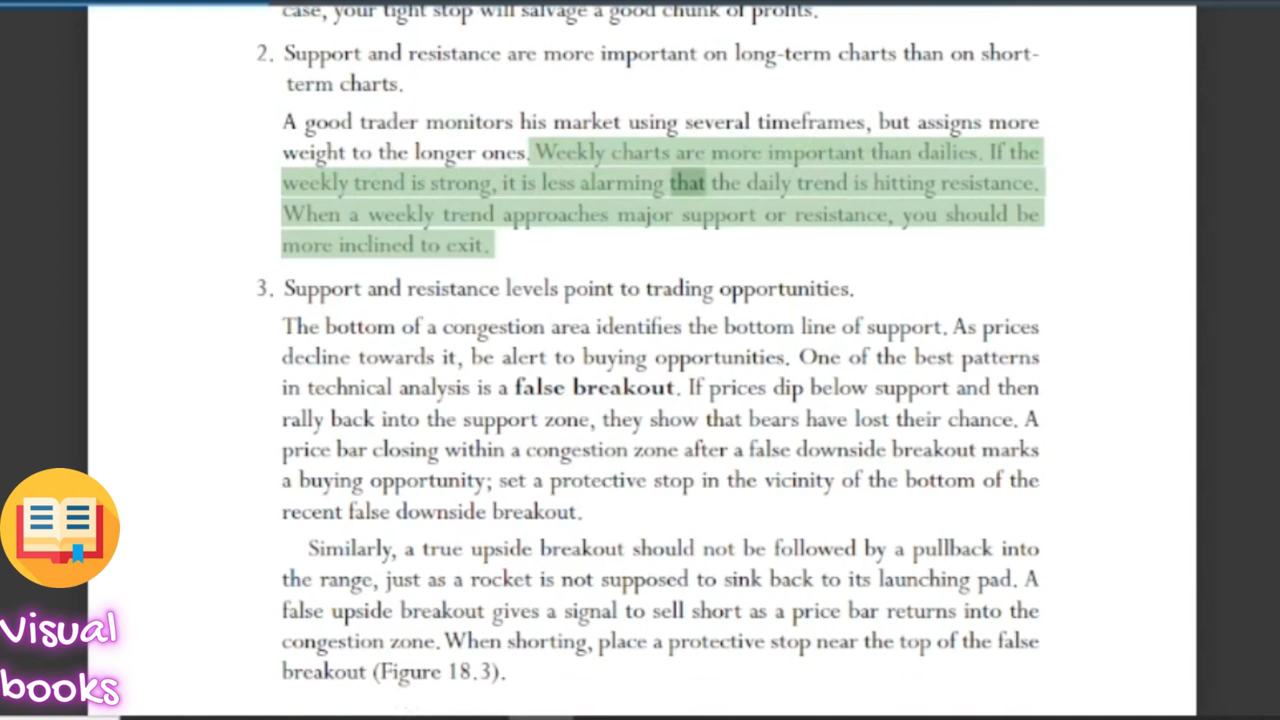 case, your tight stop will salvage a good chunk of profits.
2. Support and resistance are more important on long-term charts than on short-
term charts.
A good trader monitors his market using several timeframes, but assigns more
weight to the longer ones. Weekly charts are more important than dailies. If the
weekly trend is strong, it is less alarming that the daily trend is hitting resistance.
When a weekly trend approaches major support or resistance, you should be
more inclined to exit.
3. Support and resistance levels point to trading opportunities.
The bottom of a congestion area identifies the bottom line of support. As prices
decline towards it, be alert to buying opportunities. One of the best patterns
in technical analysis is a false breakout. If prices dip below support and then
rally back into the support zone, they show that bears have lost their chance. A
price bar closing within a congestion zone after a false downside breakout marks
a buying opportunity; set a protective stop in the vicinity of the bottom of the
recent false downside breakout.
Similarly, a true upside breakout should not be followed by a pullback into
the range, just as a rocket is not supposed to sink back to its launching pad. A
false upside breakout gives a signal to sell short as a price bar returns into the
congestion zone. When shorting, place a protective stop near the top of the false
breakout (Figure 18.3).
Visual
books